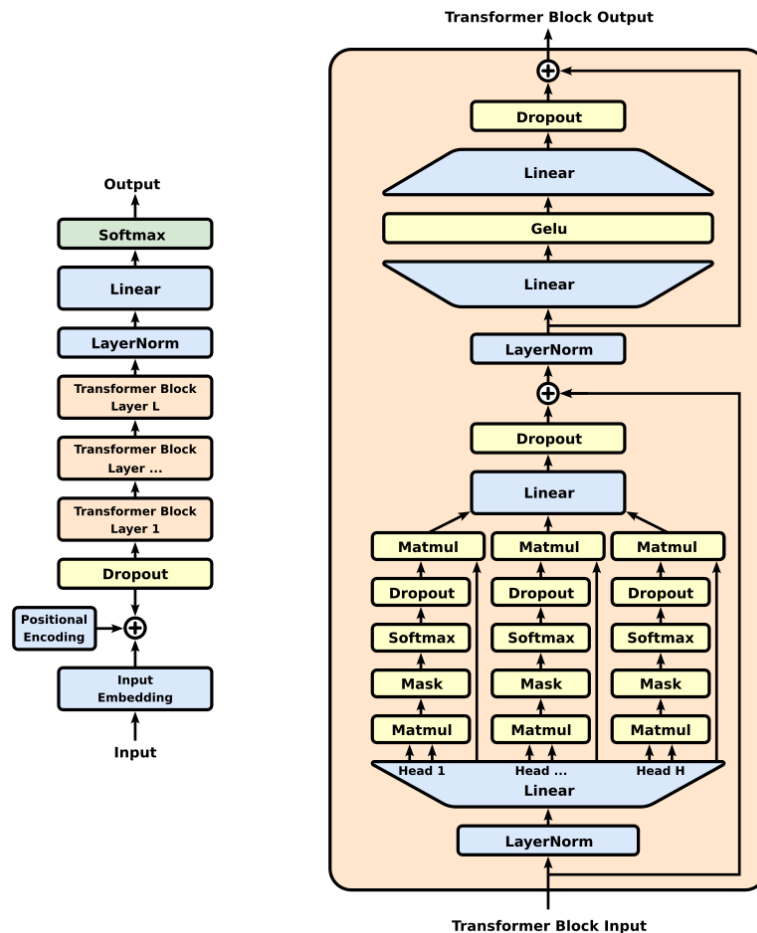 Output
Softmax
Linear
LayerNorm
Transformer Block
Layer L
Transformer Block
Layer ...
Transformer Block
Layer 1
Dropout
Positional
Encoding
Input
Embedding
Input
Transformer Block Output
Dropout
Linear
Gelu
Linear
LayerNorm
Dropout
Linear
Matmul Matmul Matmul
Dropout Dropout Dropout
Softmax Softmax Softmax
Mask Mask Mask
Matmul Matmul Matmul
Head 1 Head ... Head H
Linear
LayerNorm
Transformer Block Input